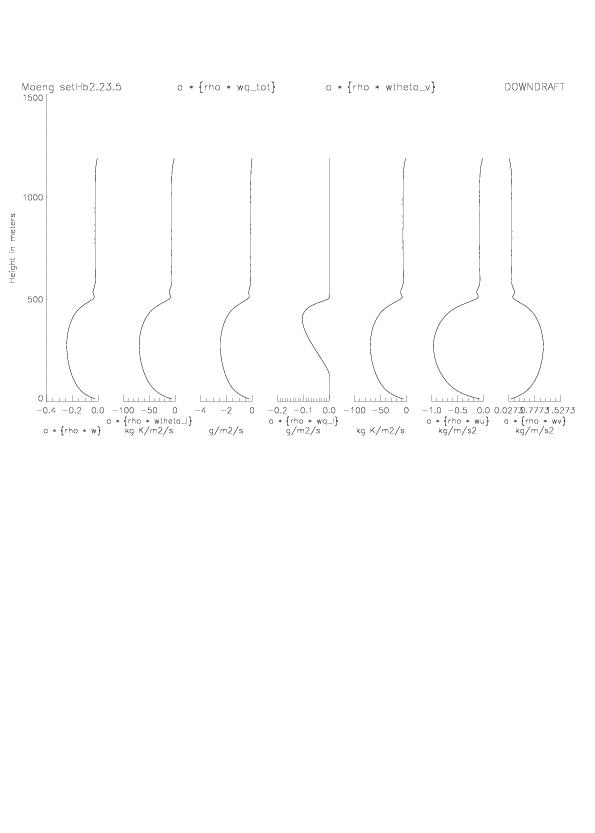 Moeng setHb2.23.5 a * {rho * wq_tot} a * {rho * wtheta_v} DOWNDRAFT
1500
1000
500
0
Height in meters
-0.4 -0.2 0.0 -100 -50 0 -4 -2 0 -0.2 -0.1 0.0 -100 -50 0 -1.0 -0.5 0.0 0.0273 0.7773 1.5273
a * {rho * wtheta_l} a * {rho * wq_l} a * {rho * wu} a * {rho * wv}
a * {rho * w} kg K/m2/s g/m2/s g/m2/s kg K/m2/s kg/m/s2 kg/m/s2